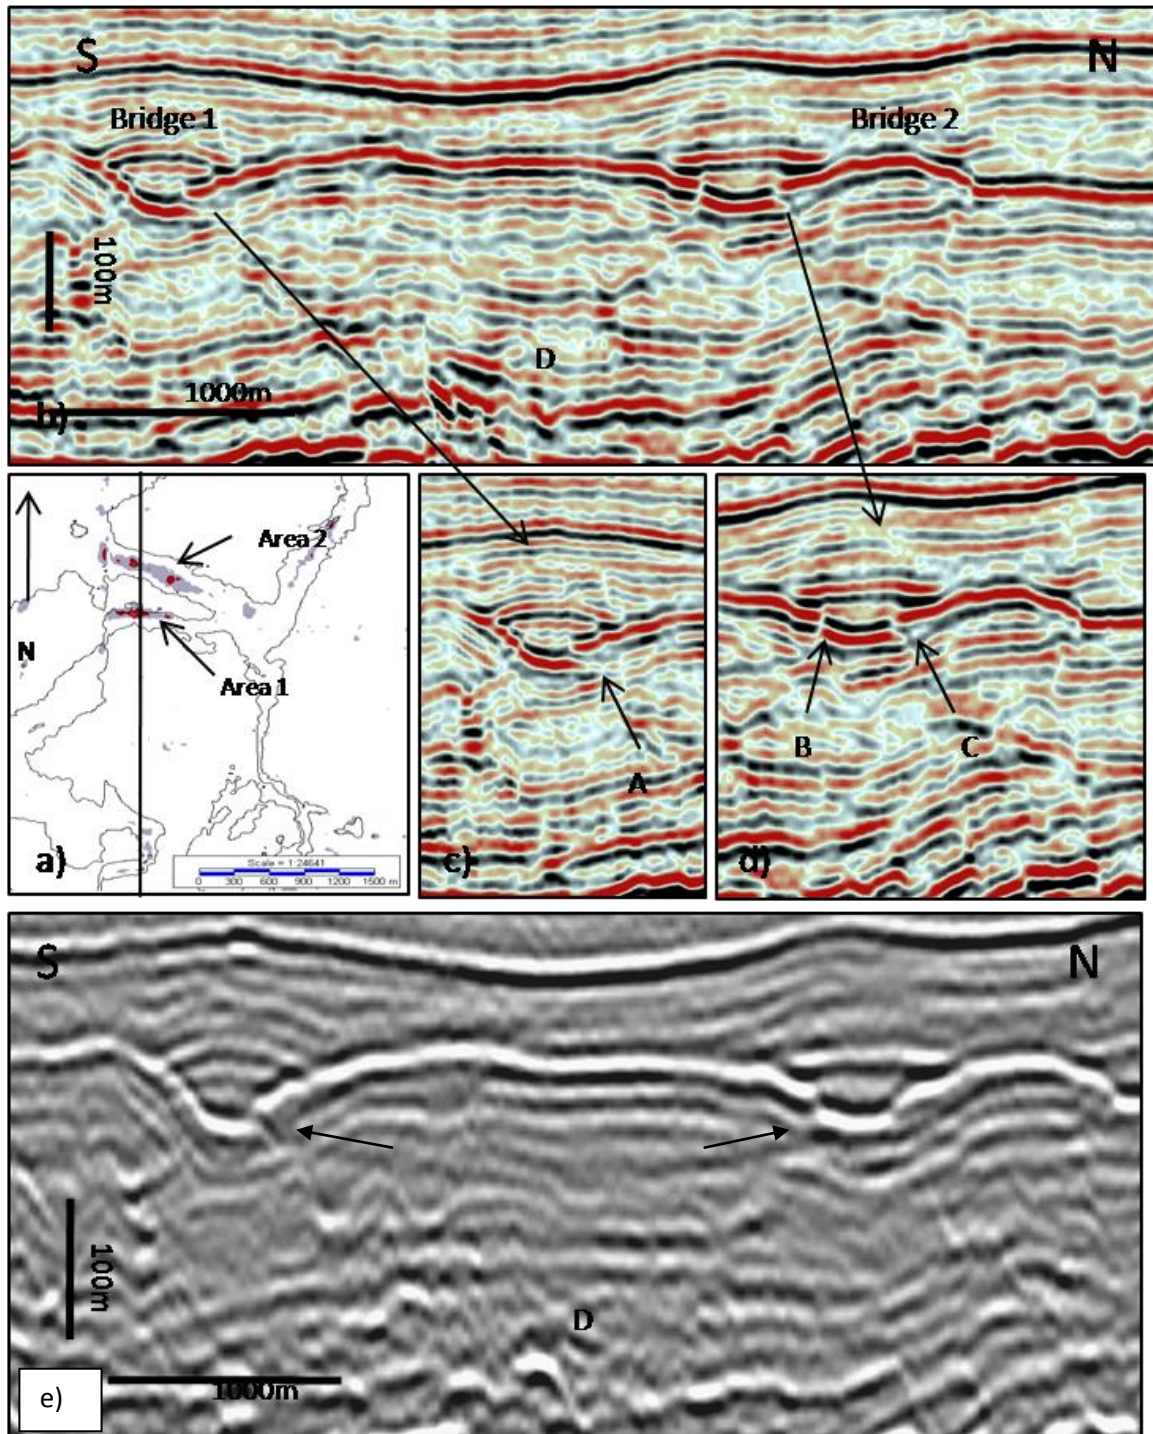 S N
Bridge 1 Bridge 2
100m
D
1000m
b)
Area 2
N
Area 1
a)
Scale = 1:24641
0 300 600 900 1200 1500 m
A
c)
B C
d)
S N
100m
D
1000m
e)